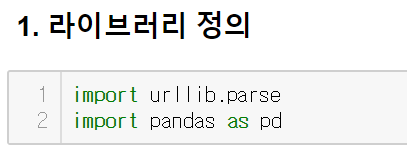 1. 라이브러리 정의
1 import urllib.parse
2 import pandas as pd